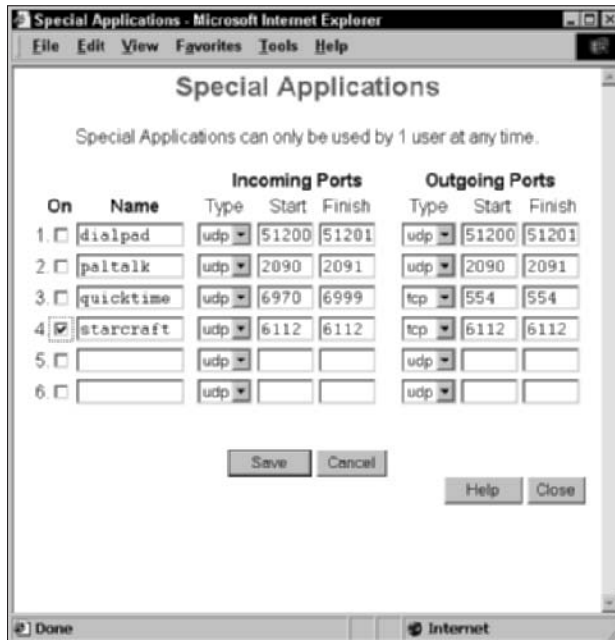 Special Applications - Microsoft Internet Explorer
File Edit View Favorites Tools Help
Special Applications
Special Applications can only be used by 1 user at any time.
Incoming Ports Outgoing Ports
On Name Type Start Finish Type Start Finish
1. dialpad udp 51200 51201 udp 51200 51201
2. paltalk udp 2090 2091 udp 2090 2091
3. quicktime udp 6970 6999 tcp 554 554
4. starcraft udp 6112 6112 tcp 6112 6112
5. udp udp
6. udp udp
Save Cancel
Help Close
Done Internet